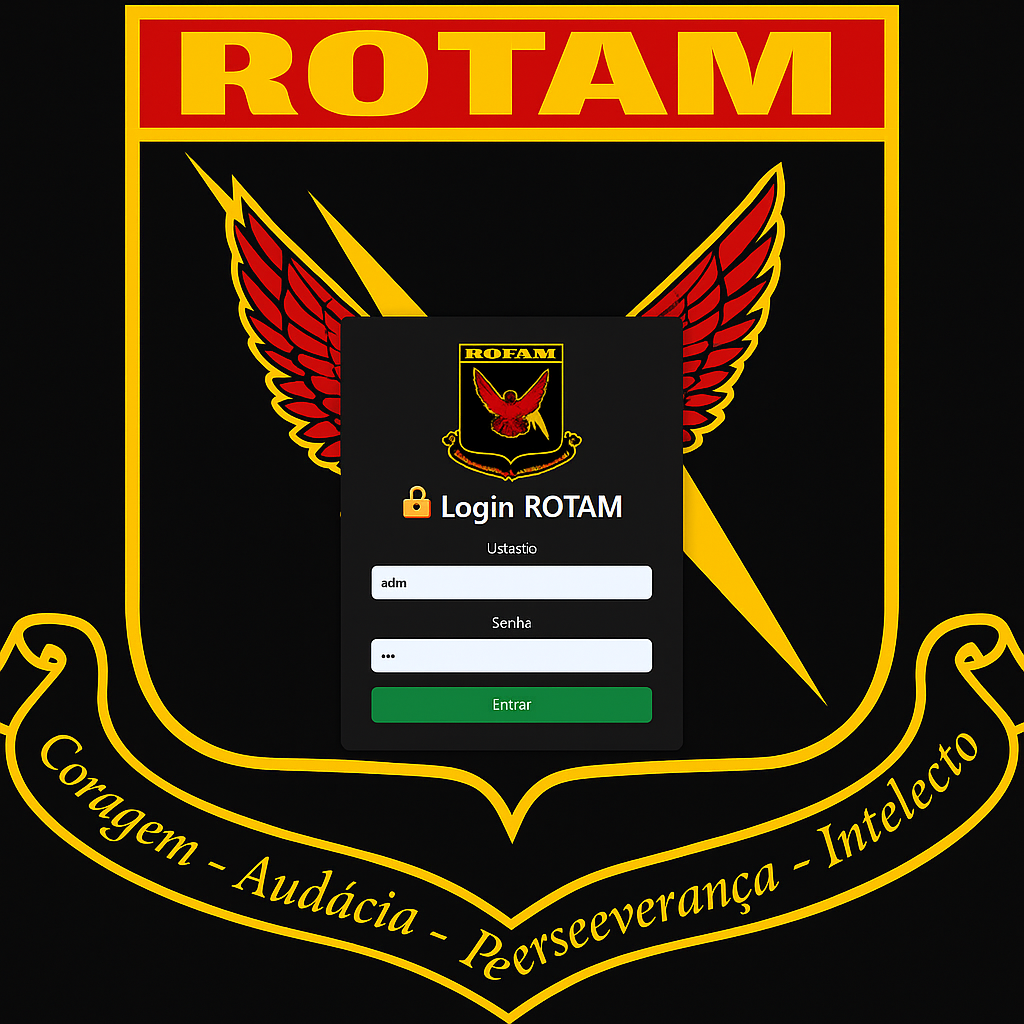 ROTAM
ROFAM
Login ROTAM
Ustastio
adm
Senha
•••
Entrar
Coragem - Audácia - Peerseeverança - Intelecto